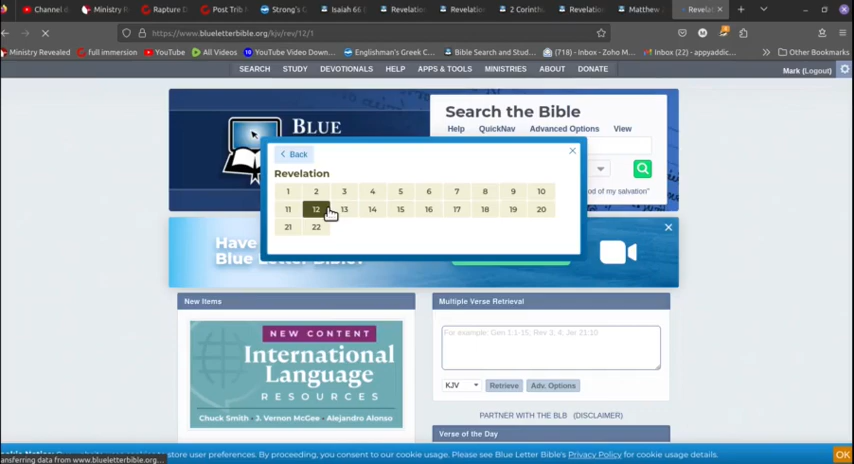 Channel d
Ministry R
Rapture D
Post Trib
Strong's G
Isaiah 66
Revelation
Revelation
2 Corinth
Revelation
Matthew
Revelat
https://www.blueletterbible.org/kjv/rev/12/1
Ministry Resources
full immersion
YouTube
All Videos
YouTube Video Down...
Englishman's Greek C...
Bible Search and Stud...
(718) - Inbox - Zoho M...
Inbox (22) - appyaddic...
Other Bookmarks
SEARCH STUDY DEVOTIONALS HELP APPS & TOOLS MINISTRIES ABOUT DONATE
Mark (Logout)
BLUE
Search the Bible
Help QuickNav Advanced Options View
od of my salvation"
Back
Revelation
1 2 3 4 5 6 7 8 9 10
11 12 13 14 15 16 17 18 19 20
21 22
Have
Blue Letter Bible?
New Items
NEW CONTENT
International
Language
RESOURCES
Chuck Smith • J. Vernon McGee • Alejandro Alonso
Multiple Verse Retrieval
For example: Gen 1:1-15, Rev 3, 4, Jer 21:10
KJV Retrieve Adv. Options
PARTNER WITH THE BLB (DISCLAIMER)
Verse of the Day
store user preferences. By proceeding, you consent to our cookie usage. Please see Blue Letter Bible's Privacy Policy for cookie usage details.
OK
ansferring data from www.blueletterbible.org...